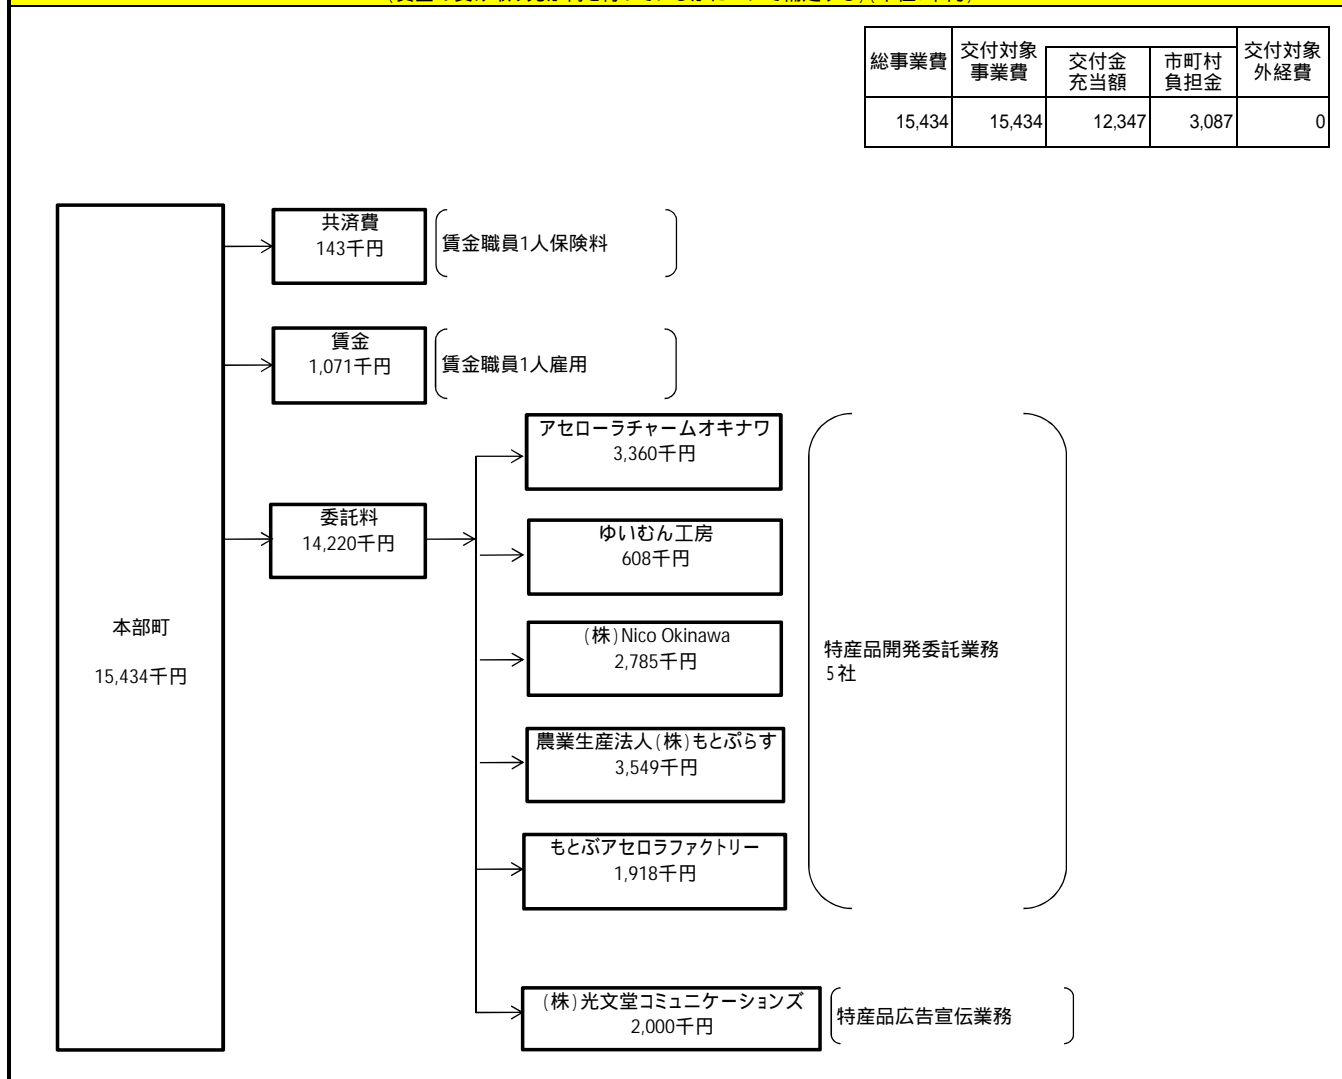 総事業費
交付対象
事業費
交付金
充当額
市町村
負担金
交付対象
外経費
15,434
15,434
12,347
3,087
0
共済費
143千円
賃金職員1人保険料
賃金
1,071千円
賃金職員1人雇用
アセローラチャームオキナワ
3,360千円
委託料
14,220千円
ゆいむん工房
608千円
本部町
15,434千円
(株)Nico Okinawa
2,785千円
特産品開発委託業務
5社
農業生産法人(株)もとぷらす
3,549千円
もとぶアセロラファクトリー
1,918千円
(株)光文堂コミュニケーションズ
2,000千円
特産品広告宣伝業務